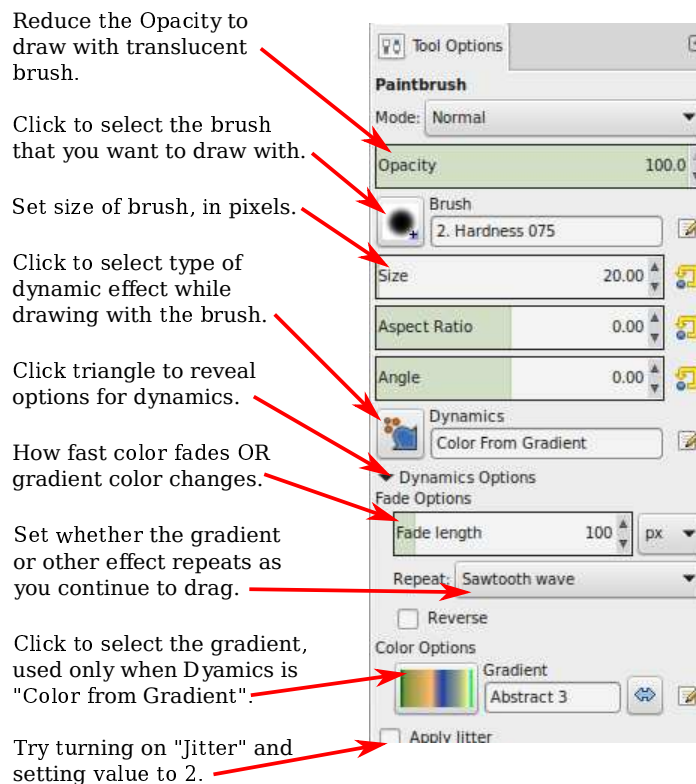 Reduce the Opacity to
draw with translucent
brush.
Click to select the brush
that you want to draw with.
Set size of brush, in pixels.
Click to select type of
dynamic effect while
drawing with the brush.
Click triangle to reveal
options for dynamics.
How fast color fades OR
gradient color changes.
Set whether the gradient
or other effect repeats as
you continue to drag.
Click to select the gradient,
used only when Dyamics is
"Color from Gradient".
Try turning on "Jitter" and
setting value to 2.
Tool Options
Paintbrush
Mode: Normal
Opacity 100.0
Brush
2. Hardness 075
Size 20.00
Aspect Ratio 0.00
Angle 0.00
Dynamics
Color From Gradient
Dynamics Options
Fade Options
Fade length 100 px
Repeat: Sawtooth wave
Reverse
Color Options
Gradient
Abstract 3
Apply Jitter